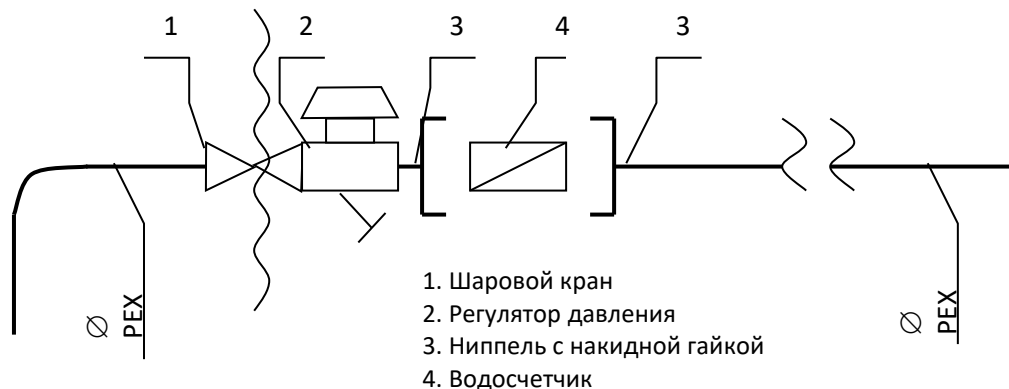 1 2 3 4 3
1. Шаровой кран
2. Регулятор давления
3. Ниппель с накидной гайкой
4. Водосчетчик
∅
PEX
∅
PEX